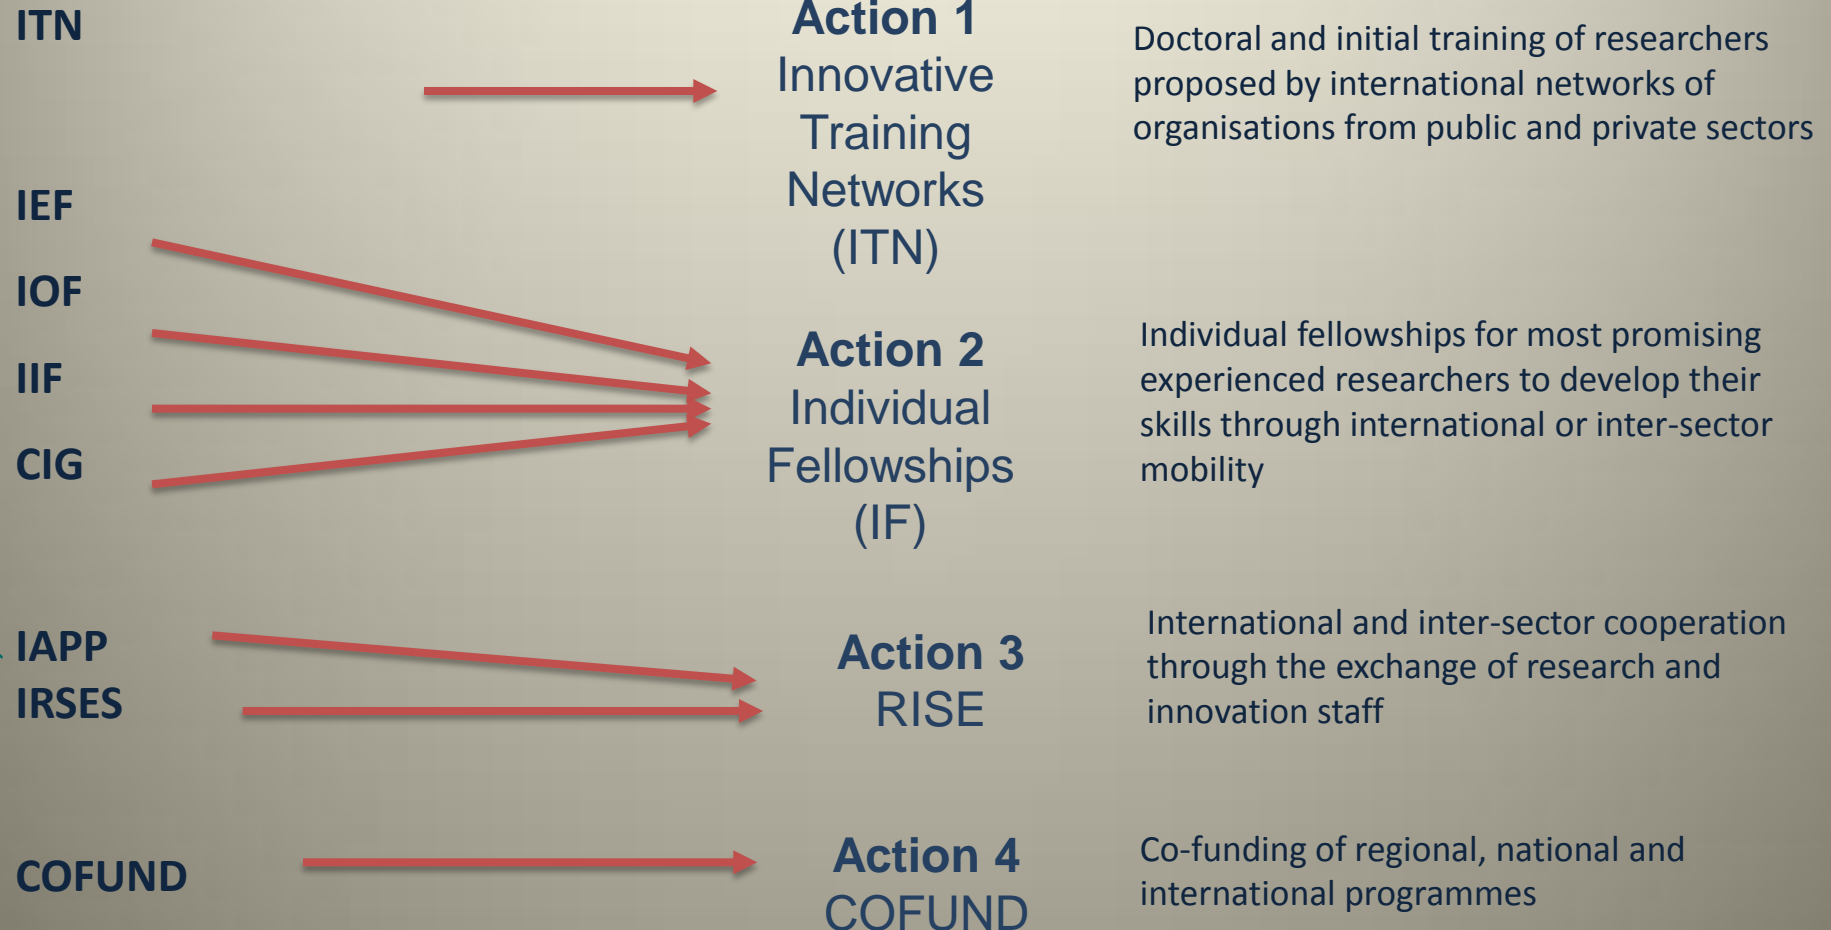 ITN
Action 1
Innovative
Training
Networks
(ITN)
Doctoral and initial training of researchers
proposed by international networks of
organisations from public and private sectors
IEF
IOF
IIF
CIG
Action 2
Individual
Fellowships
(IF)
Individual fellowships for most promising
experienced researchers to develop their
skills through international or inter-sector
mobility
IAPP
IRSES
Action 3
RISE
International and inter-sector cooperation
through the exchange of research and
innovation staff
COFUND
Action 4
COFUND
Co-funding of regional, national and
international programmes